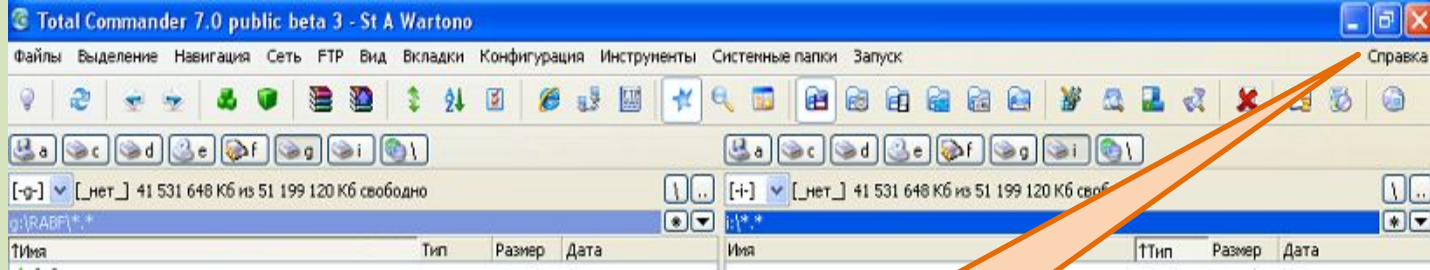 Total Commander 7.0 public beta 3 - St A Wartono
Файлы Выделение Навигация Сеть FTP Вид Вкладки Конфигурация Инструменты Системные папки Запуск Справка
a c d e f g i \ a c d e f g i \
[-g-] [_нет_] 41 531 648 Кб из 51 199 120 Кб свободно \ .. [-i-] [_нет_] 41 531 648 Кб из 51 199 120 Кб \ ..
g:\RABF\*.* * i:\*.* *
↑Имя Тип Размер Дата Имя ↑Тип Размер Дата